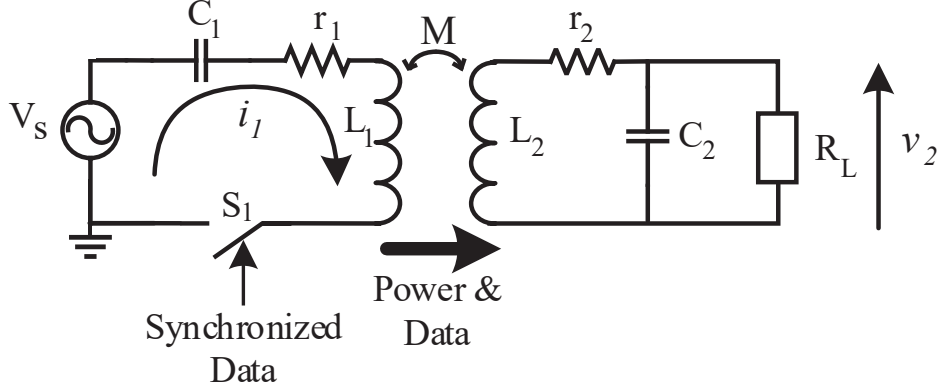 C1
r1
M
r2
Vs
i1
L1
L2
C2
RL
v2
S1
Power &
Data
Synchronized
Data